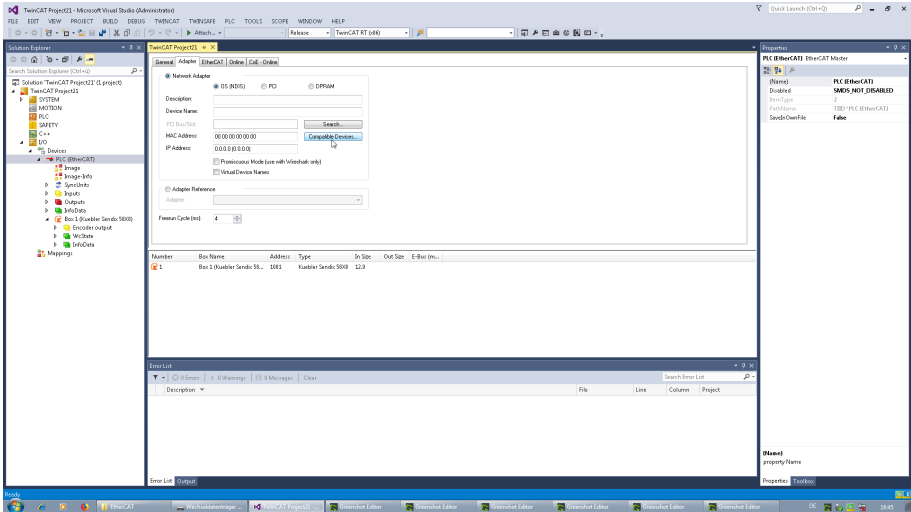 TwinCAT Project21 - Microsoft Visual Studio (Administrator)
Quick Launch (Ctrl+Q)
FILE EDIT VIEW PROJECT BUILD DEBUG TWINCAT TWINSAFE PLC TOOLS SCOPE WINDOW HELP
Attach... Release TwinCAT RT (x86)
Solution Explorer
Search Solution Explorer (Ctrl+ü)
Solution 'TwinCAT Project21' (1 project)
TwinCAT Project21
SYSTEM
MOTION
PLC
SAFETY
C++
I/O
Devices
PLC (EtherCAT)
Image
Image-Info
SyncUnits
Inputs
Outputs
InfoData
Box 1 (Kuebler Sendix 58X8)
Encoder output
WcState
InfoData
Mappings
TwinCAT Project21
General Adapter EtherCAT Online CoE - Online
Network Adapter
OS (NDIS) PCI DPRAM
Description:
Device Name:
PCI Bus/Slot: Search...
MAC Address: 00 00 00 00 00 00 Compatible Devices...
IP Address: 0.0.0.0 (0.0.0.0)
Promiscuous Mode (use with Wireshark only)
Virtual Device Names
Adapter Reference
Adapter:
Freerun Cycle (ms): 4
Number Box Name Address Type In Size Out Size E-Bus (m...
1 Box 1 (Kuebler Sendix 58... 1001 Kuebler Sendix 58X8 12.0
Error List
0 Errors 0 Warnings 0 Messages Clear
Search Error List
Description File Line Column Project
Error List Output
Properties
PLC (EtherCAT) EtherCAT Master
(Name) PLC (EtherCAT)
Disabled SMDS_NOT_DISABLED
ItemType 2
PathName TIID^PLC (EtherCAT)
SaveInOwnFile False
(Name)
property Name
Properties Toolbox
Ready
EtherCAT
Wechseldatenträger ...
TwinCAT Project21 -...
Greenshot Editor
Greenshot Editor
Greenshot Editor
Greenshot Editor
Greenshot Editor
Greenshot Editor
DE
16:45